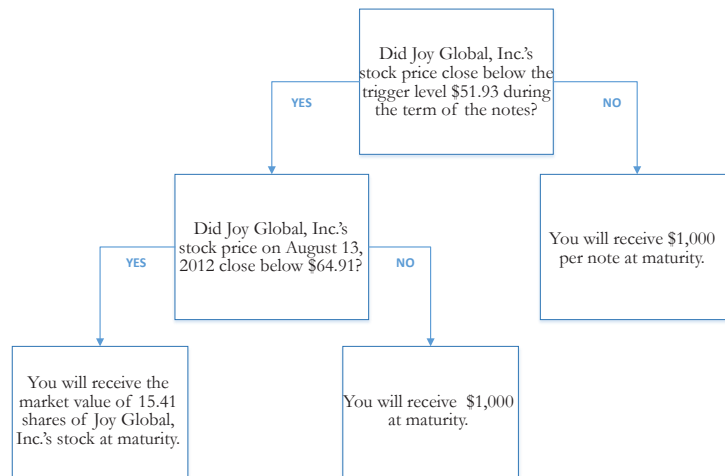 Did Joy Global, Inc.'s
stock price close below the
trigger level $51.93 during
the term of the notes?
YES
NO
Did Joy Global, Inc.'s
stock price on August 13,
2012 close below $64.91?
You will receive $1,000
per note at maturity.
YES
NO
You will receive the
market value of 15.41
shares of Joy Global,
Inc.'s stock at maturity.
You will receive $1,000
at maturity.